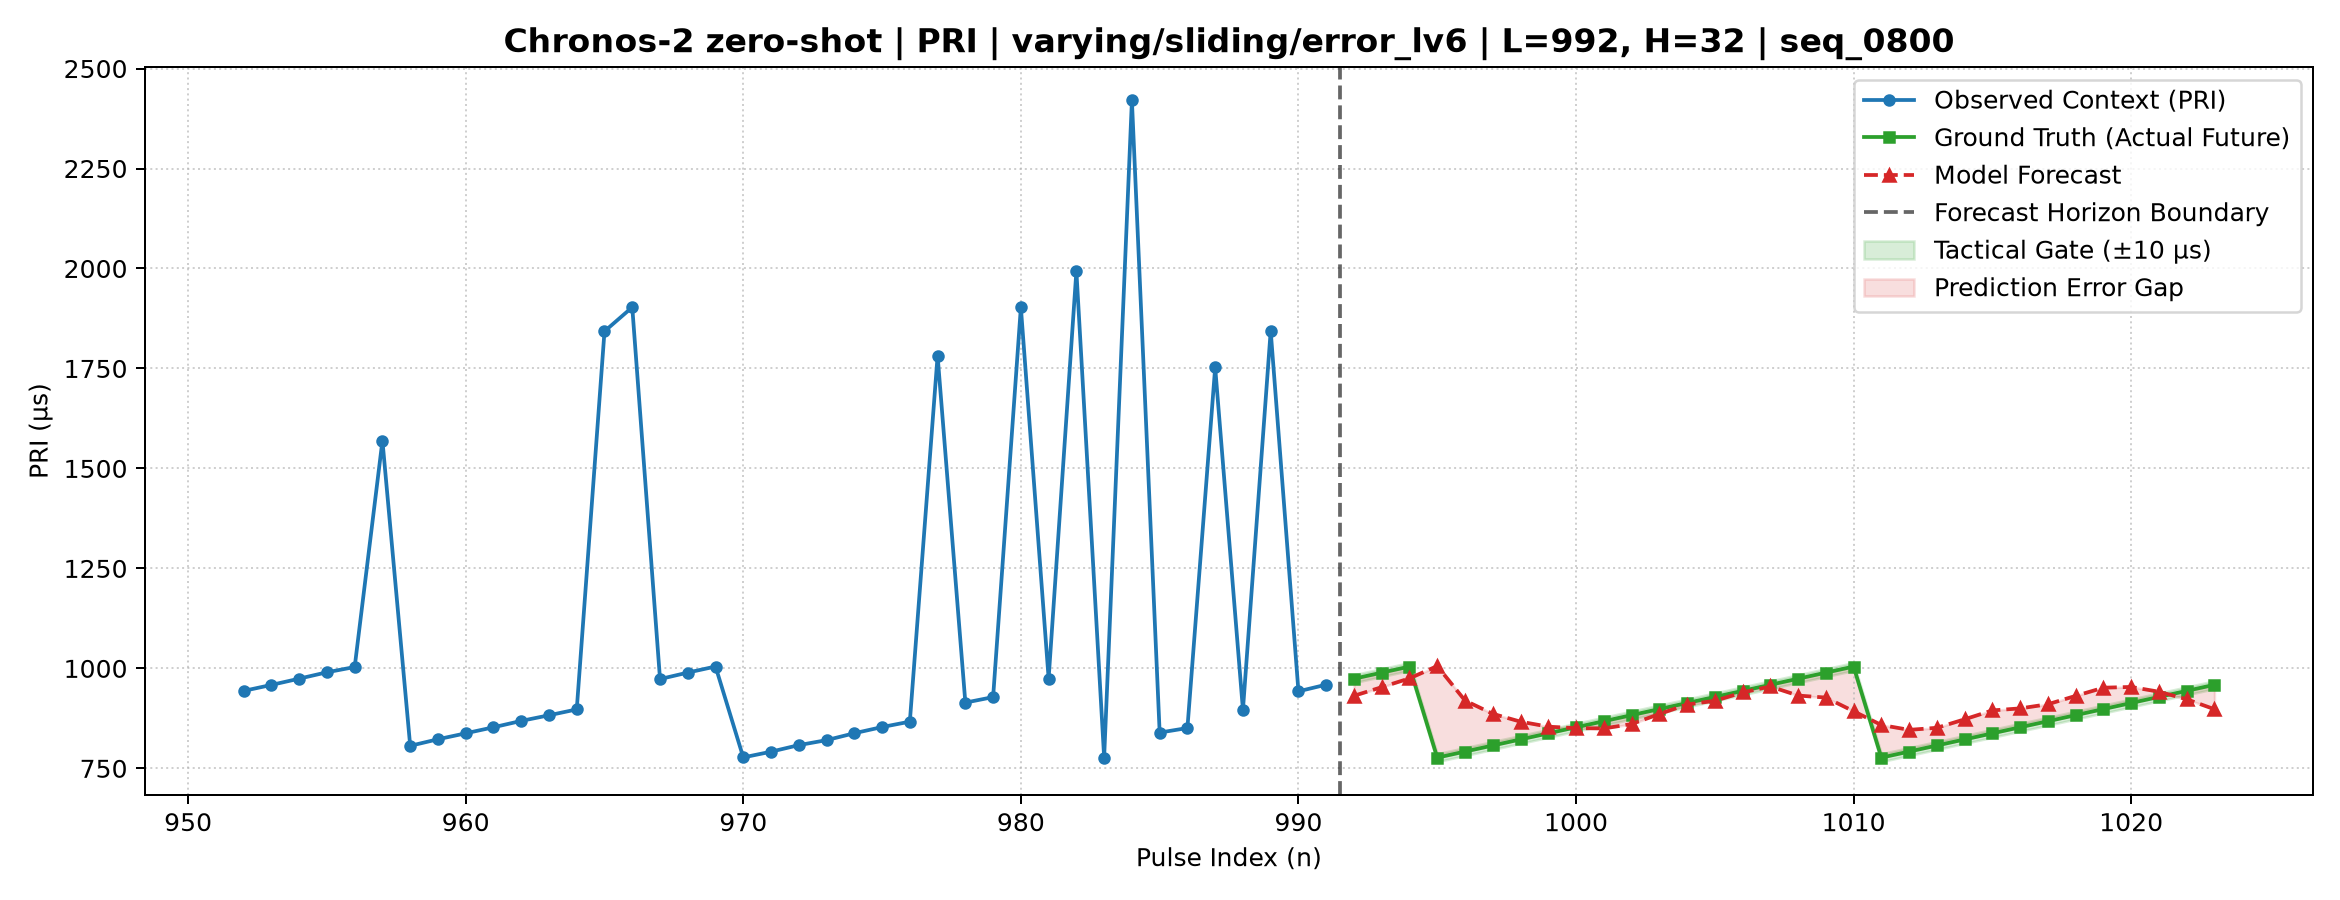 Chronos-2 zero-shot | PRI | varying/sliding/error_lv6 | L=992, H=32 | seq_0800
PRI (μs)
2500
2250
2000
1750
1500
1250
1000
750
Observed Context (PRI)
Ground Truth (Actual Future)
Model Forecast
Forecast Horizon Boundary
Tactical Gate (±10 μs)
Prediction Error Gap
950 960 970 980 990 1000 1010 1020
Pulse Index (n)